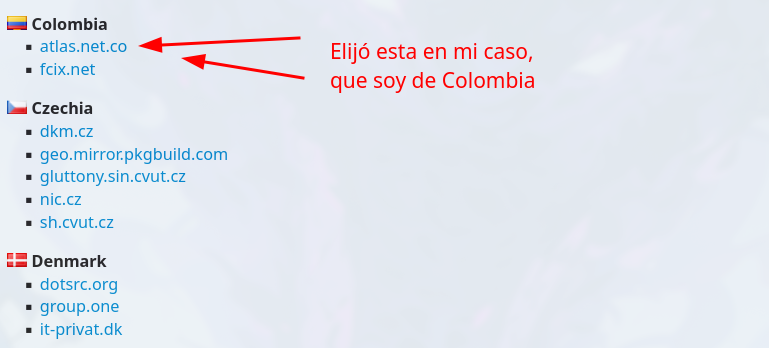 Colombia
atlas.net.co
fcix.net
Elijó esta en mi caso,
que soy de Colombia
Czechia
dkm.cz
geo.mirror.pkgbuild.com
gluttony.sin.cvut.cz
nic.cz
sh.cvut.cz
Denmark
dotsrc.org
group.one
it-privat.dk